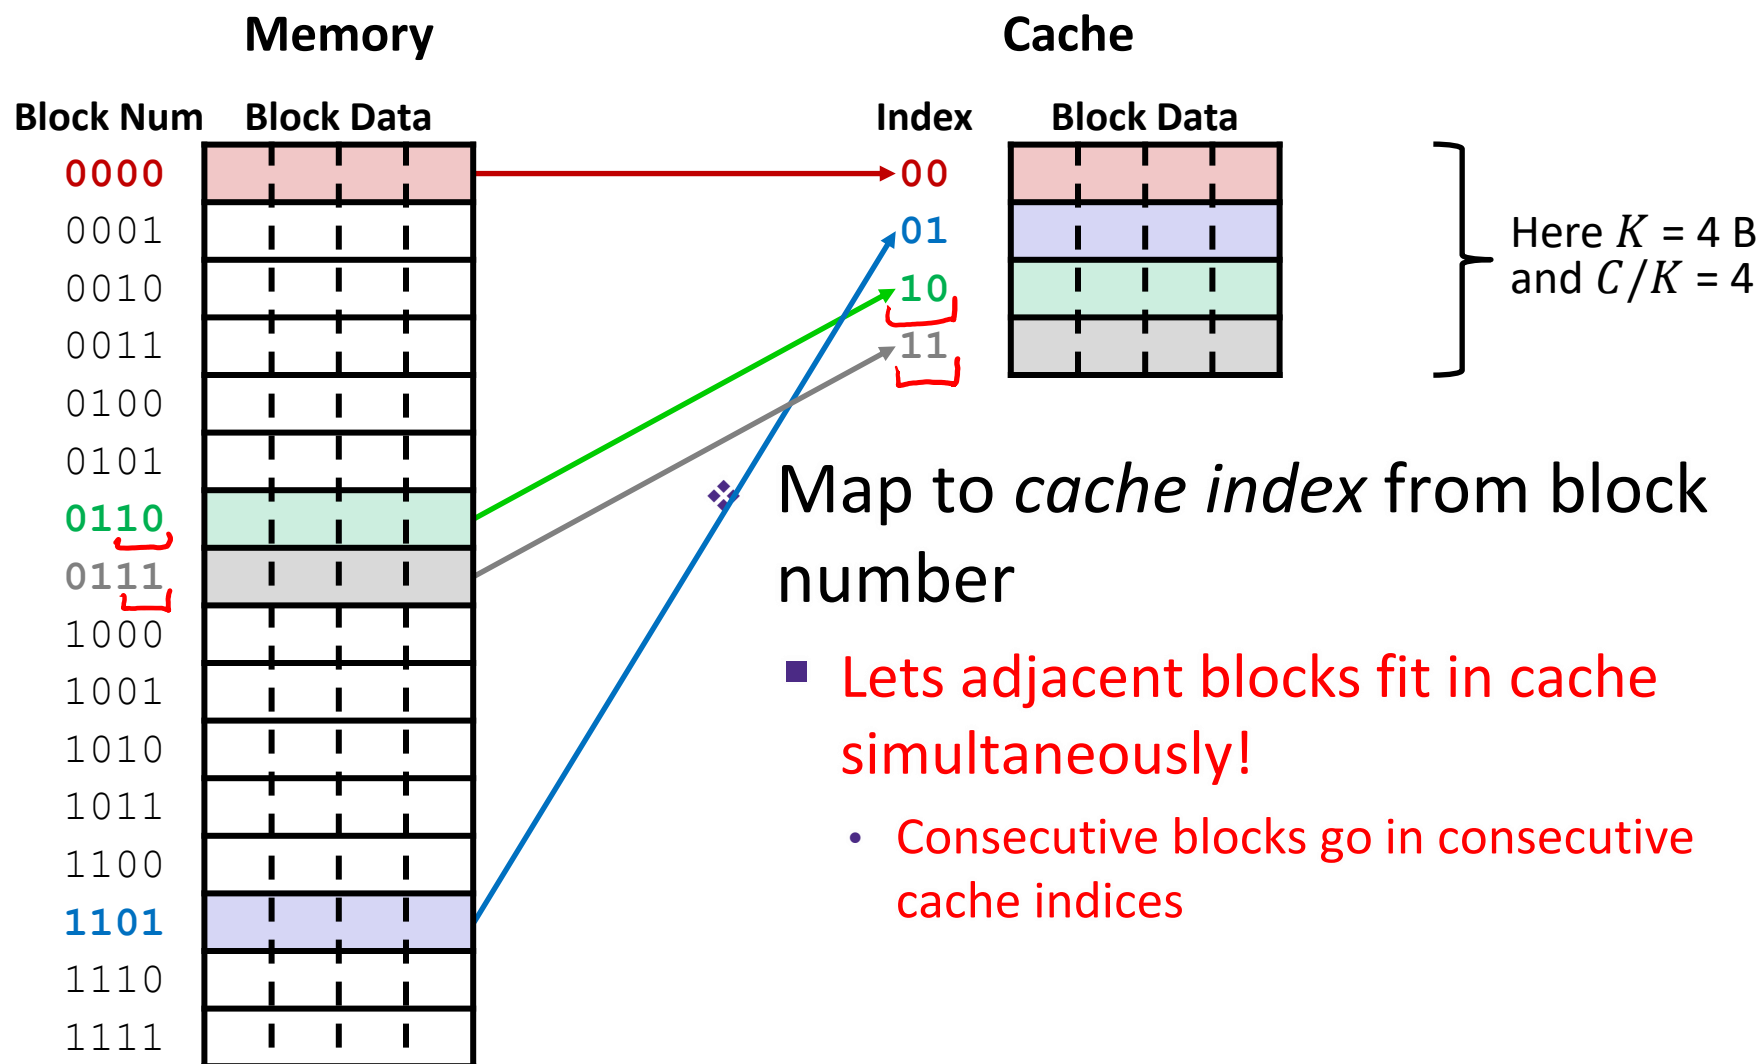 Memory
Cache
Block Num Block Data
Index Block Data
0000
0001
0010
0011
0100
0101
0110
0111
1000
1001
1010
1011
1100
1101
1110
1111
00
01
10
11
Here K = 4 B
and C/K = 4
❖ Map to cache index from block
number
▪ Lets adjacent blocks fit in cache
simultaneously!
• Consecutive blocks go in consecutive
cache indices